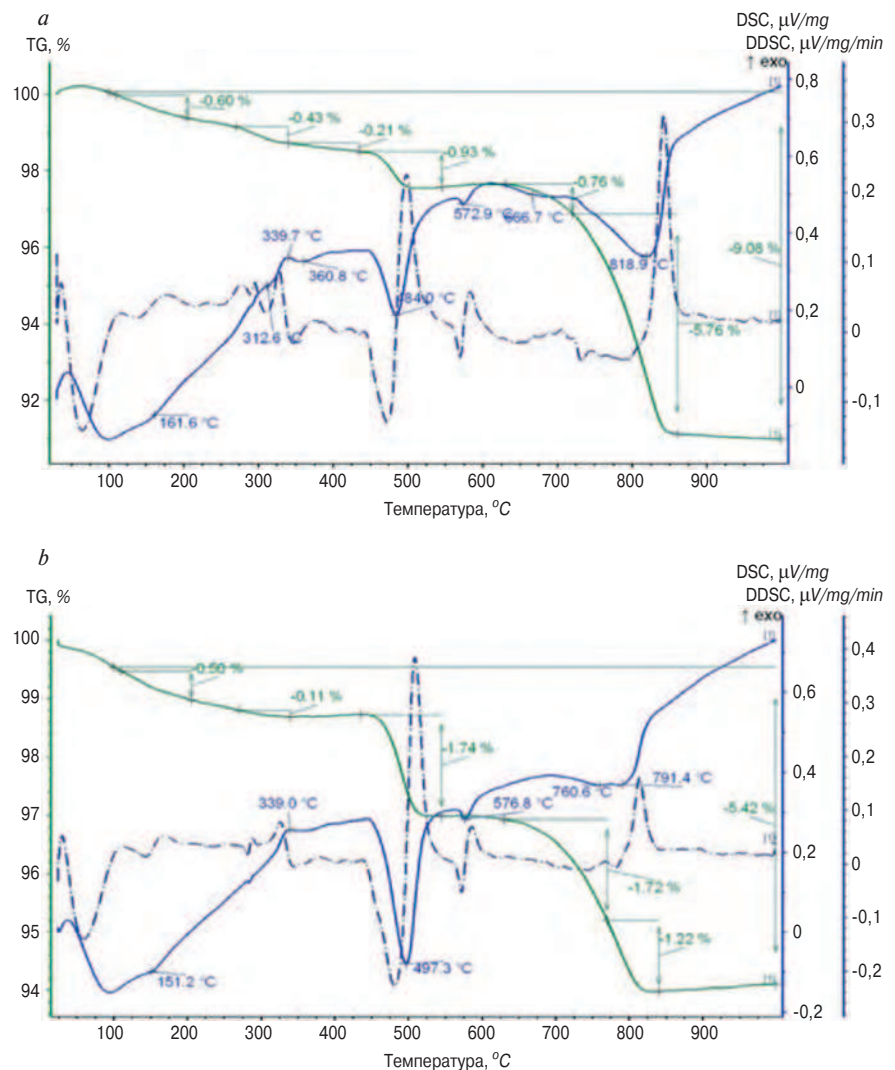 a
DSC, μV/mg
TG, %
DDSC, μV/mg/min
↑ exo
[1]
0,8
100
-0.60 %
-0.43 %
-0.21 %
0,3
98
-0.93 %
0,6
-0.76 %
572.9 °C
666.7 °C
0,2
96
339.7 °C
0,4
-9.08 %
360.8 °C
818.9 °C
0,1
94
484.0 °C
0,2
312.6 °C
[1]
-5.76 %
0
92
161.6 °C
0
-0,1
[1]
100 200 300 400 500 600 700 800 900
Температура, °C
b
DSC, μV/mg
TG, %
DDSC, μV/mg/min
↑ exo
100
[1]
0,4
-0.50 %
99
-0.11 %
0,6
0,3
98
-1.74 %
0,4
0,2
339.0 °C
576.8 °C
760.6 °C
791.4 °C
97
0,1
-5.42 %
96
0,2
[1]
0
-1.72 %
95
0
-0,1
-1.22 %
151.2 °C
497.3 °C
-0,2
94
[1]
-0,2
100 200 300 400 500 600 700 800 900
Температура, °C